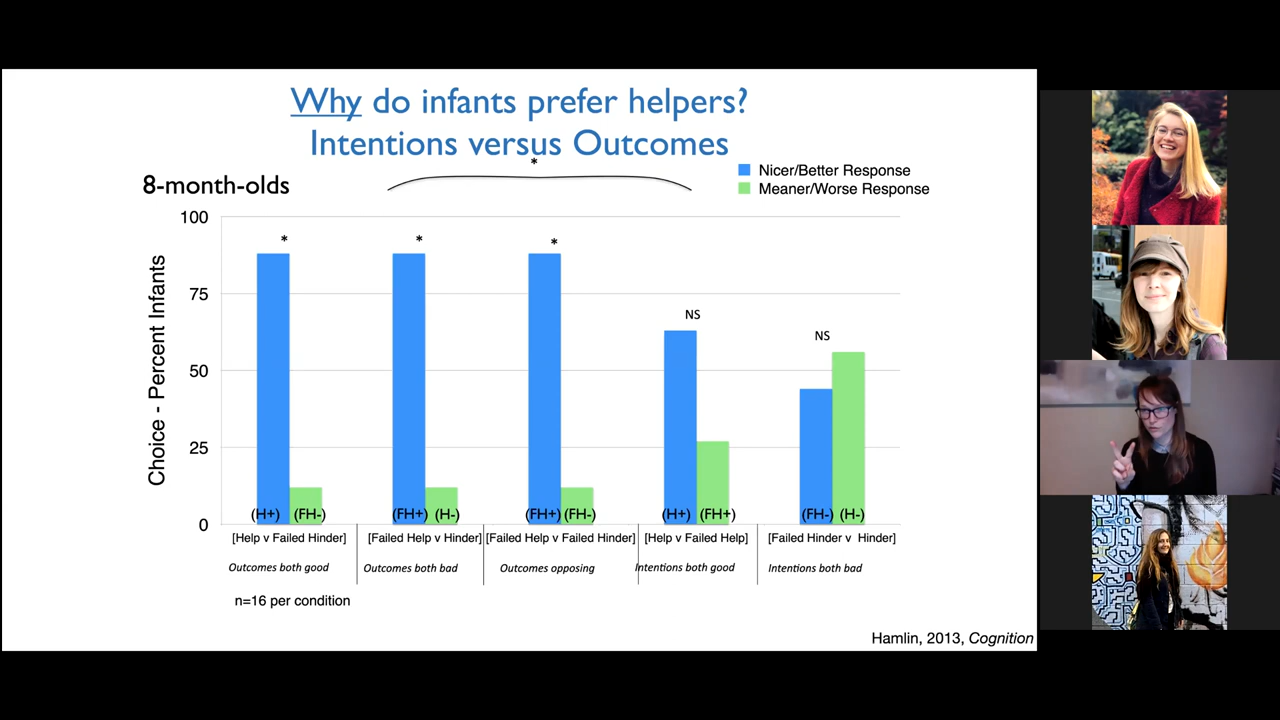 Why do infants prefer helpers?
Intentions versus Outcomes
*
8-month-olds
Nicer/Better Response
Meaner/Worse Response
Choice - Percent Infants
100
75
50
25
0
*
*
*
NS
NS
(H+) (FH-)
(FH+) (H-)
(FH+) (FH-)
(H+) (FH+)
(FH-) (H-)
[Help v Failed Hinder]
[Failed Help v Hinder]
[Failed Help v Failed Hinder]
[Help v Failed Help]
[Failed Hinder v Hinder]
Outcomes both good
Outcomes both bad
Outcomes opposing
Intentions both good
Intentions both bad
n=16 per condition
Hamlin, 2013, Cognition